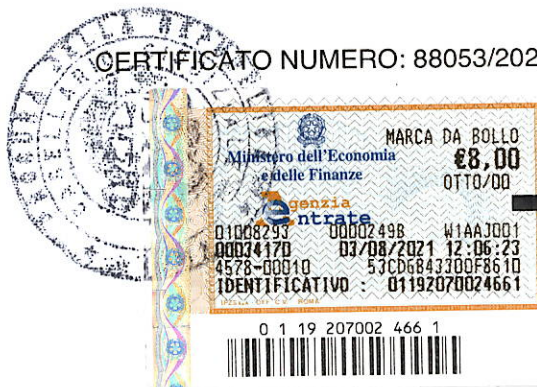 CERTIFICATO NUMERO: 88053/202
MARCA DA BOLLO
Ministero dell'Economia
e delle Finanze
€8,00
OTTO/00
genzia
ntrate
01008293 0000249B W1AAJ001
0003417D 03/08/2021 12:06:23
4578-00010 53CD6843300F861D
IDENTIFICATIVO : 01192070024661
0 1 19 207002 466 1